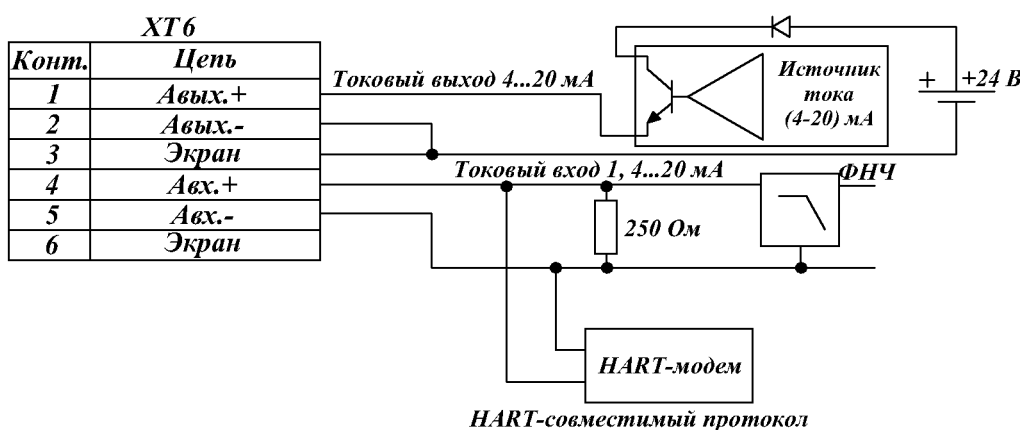 XT6
Конт. Цепь
1 Авых.+
2 Авых.-
3 Экран
4 Авх.+
5 Авх.-
6 Экран
Токовый выход 4...20 мА
Источник
тока
(4-20) мА
+ +24 В
Токовый вход 1, 4...20 мА
ФНЧ
250 Ом
HART-модем
HART-совместимый протокол